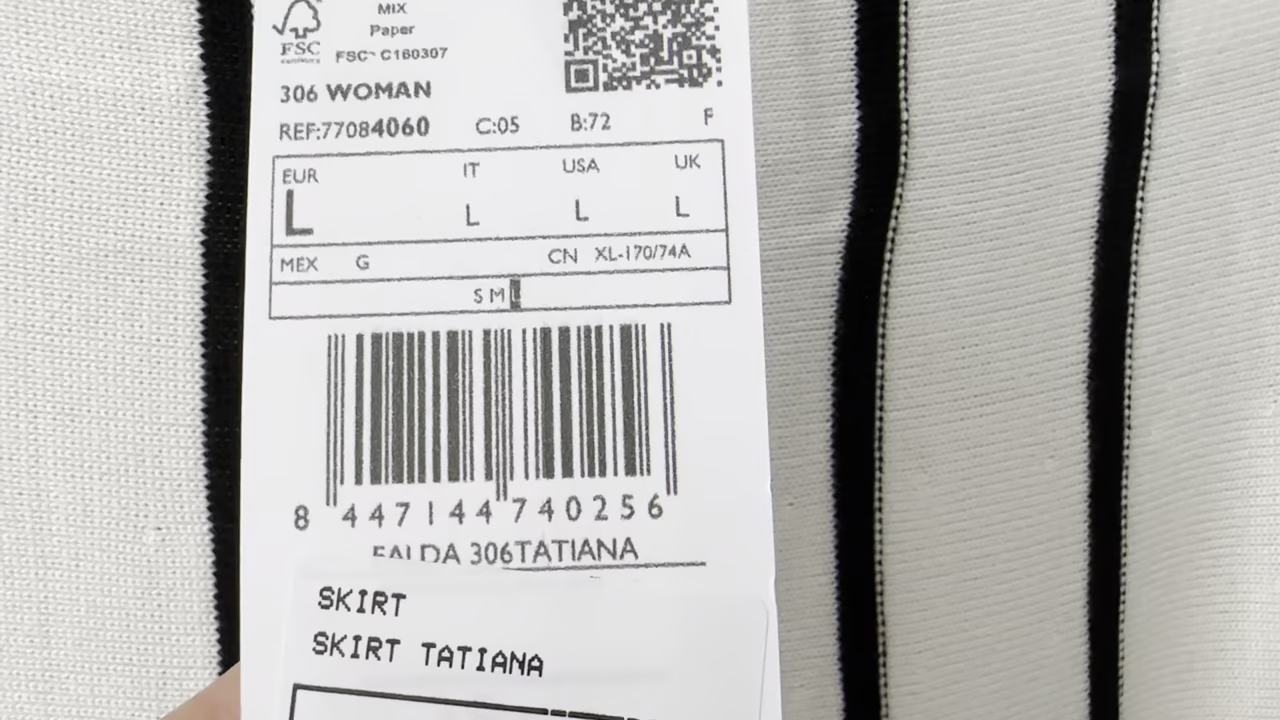 MIX
Paper
FSC
FSC C160307
306 WOMAN
REF:77084060 C:05 B:72 F
EUR IT USA UK
L L L L
MEX G CN XL-170/74A
S M L
8 447144 740256
FALDA 306TATIANA
SKIRT
SKIRT TATIANA